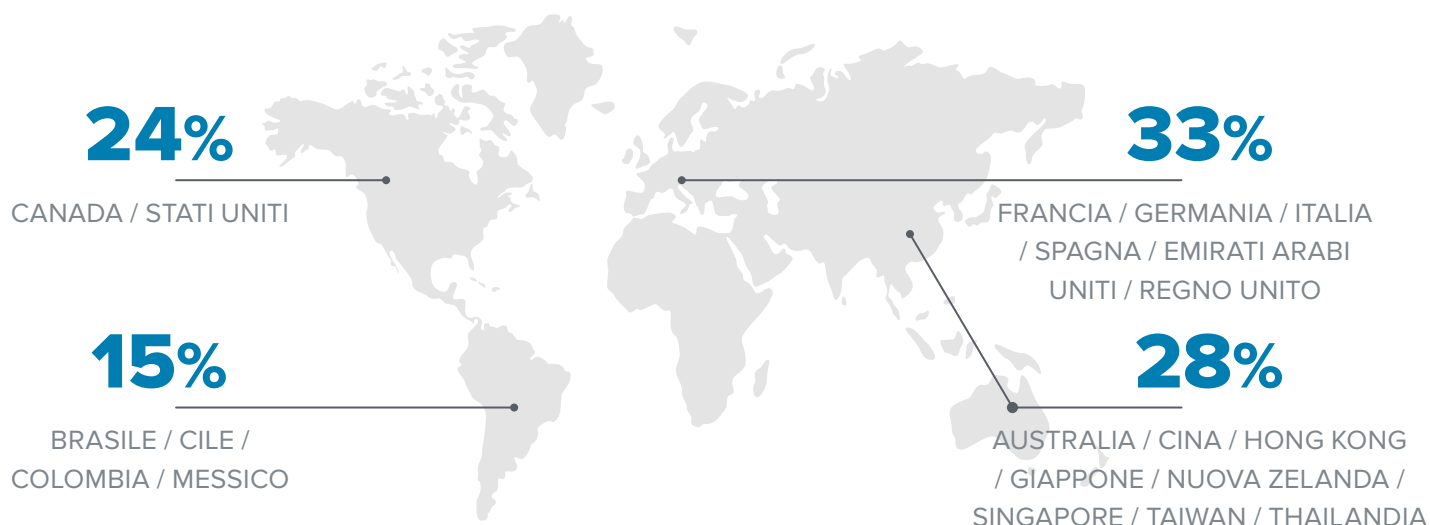 24%
CANADA / STATI UNITI
33%
FRANCIA / GERMANIA / ITALIA
/ SPAGNA / EMIRATI ARABI
UNITI / REGNO UNITO
15%
BRASILE / CILE /
COLOMBIA / MESSICO
28%
AUSTRALIA / CINA / HONG KONG
/ GIAPPONE / NUOVA ZELANDA /
SINGAPORE / TAIWAN / THAILANDIA